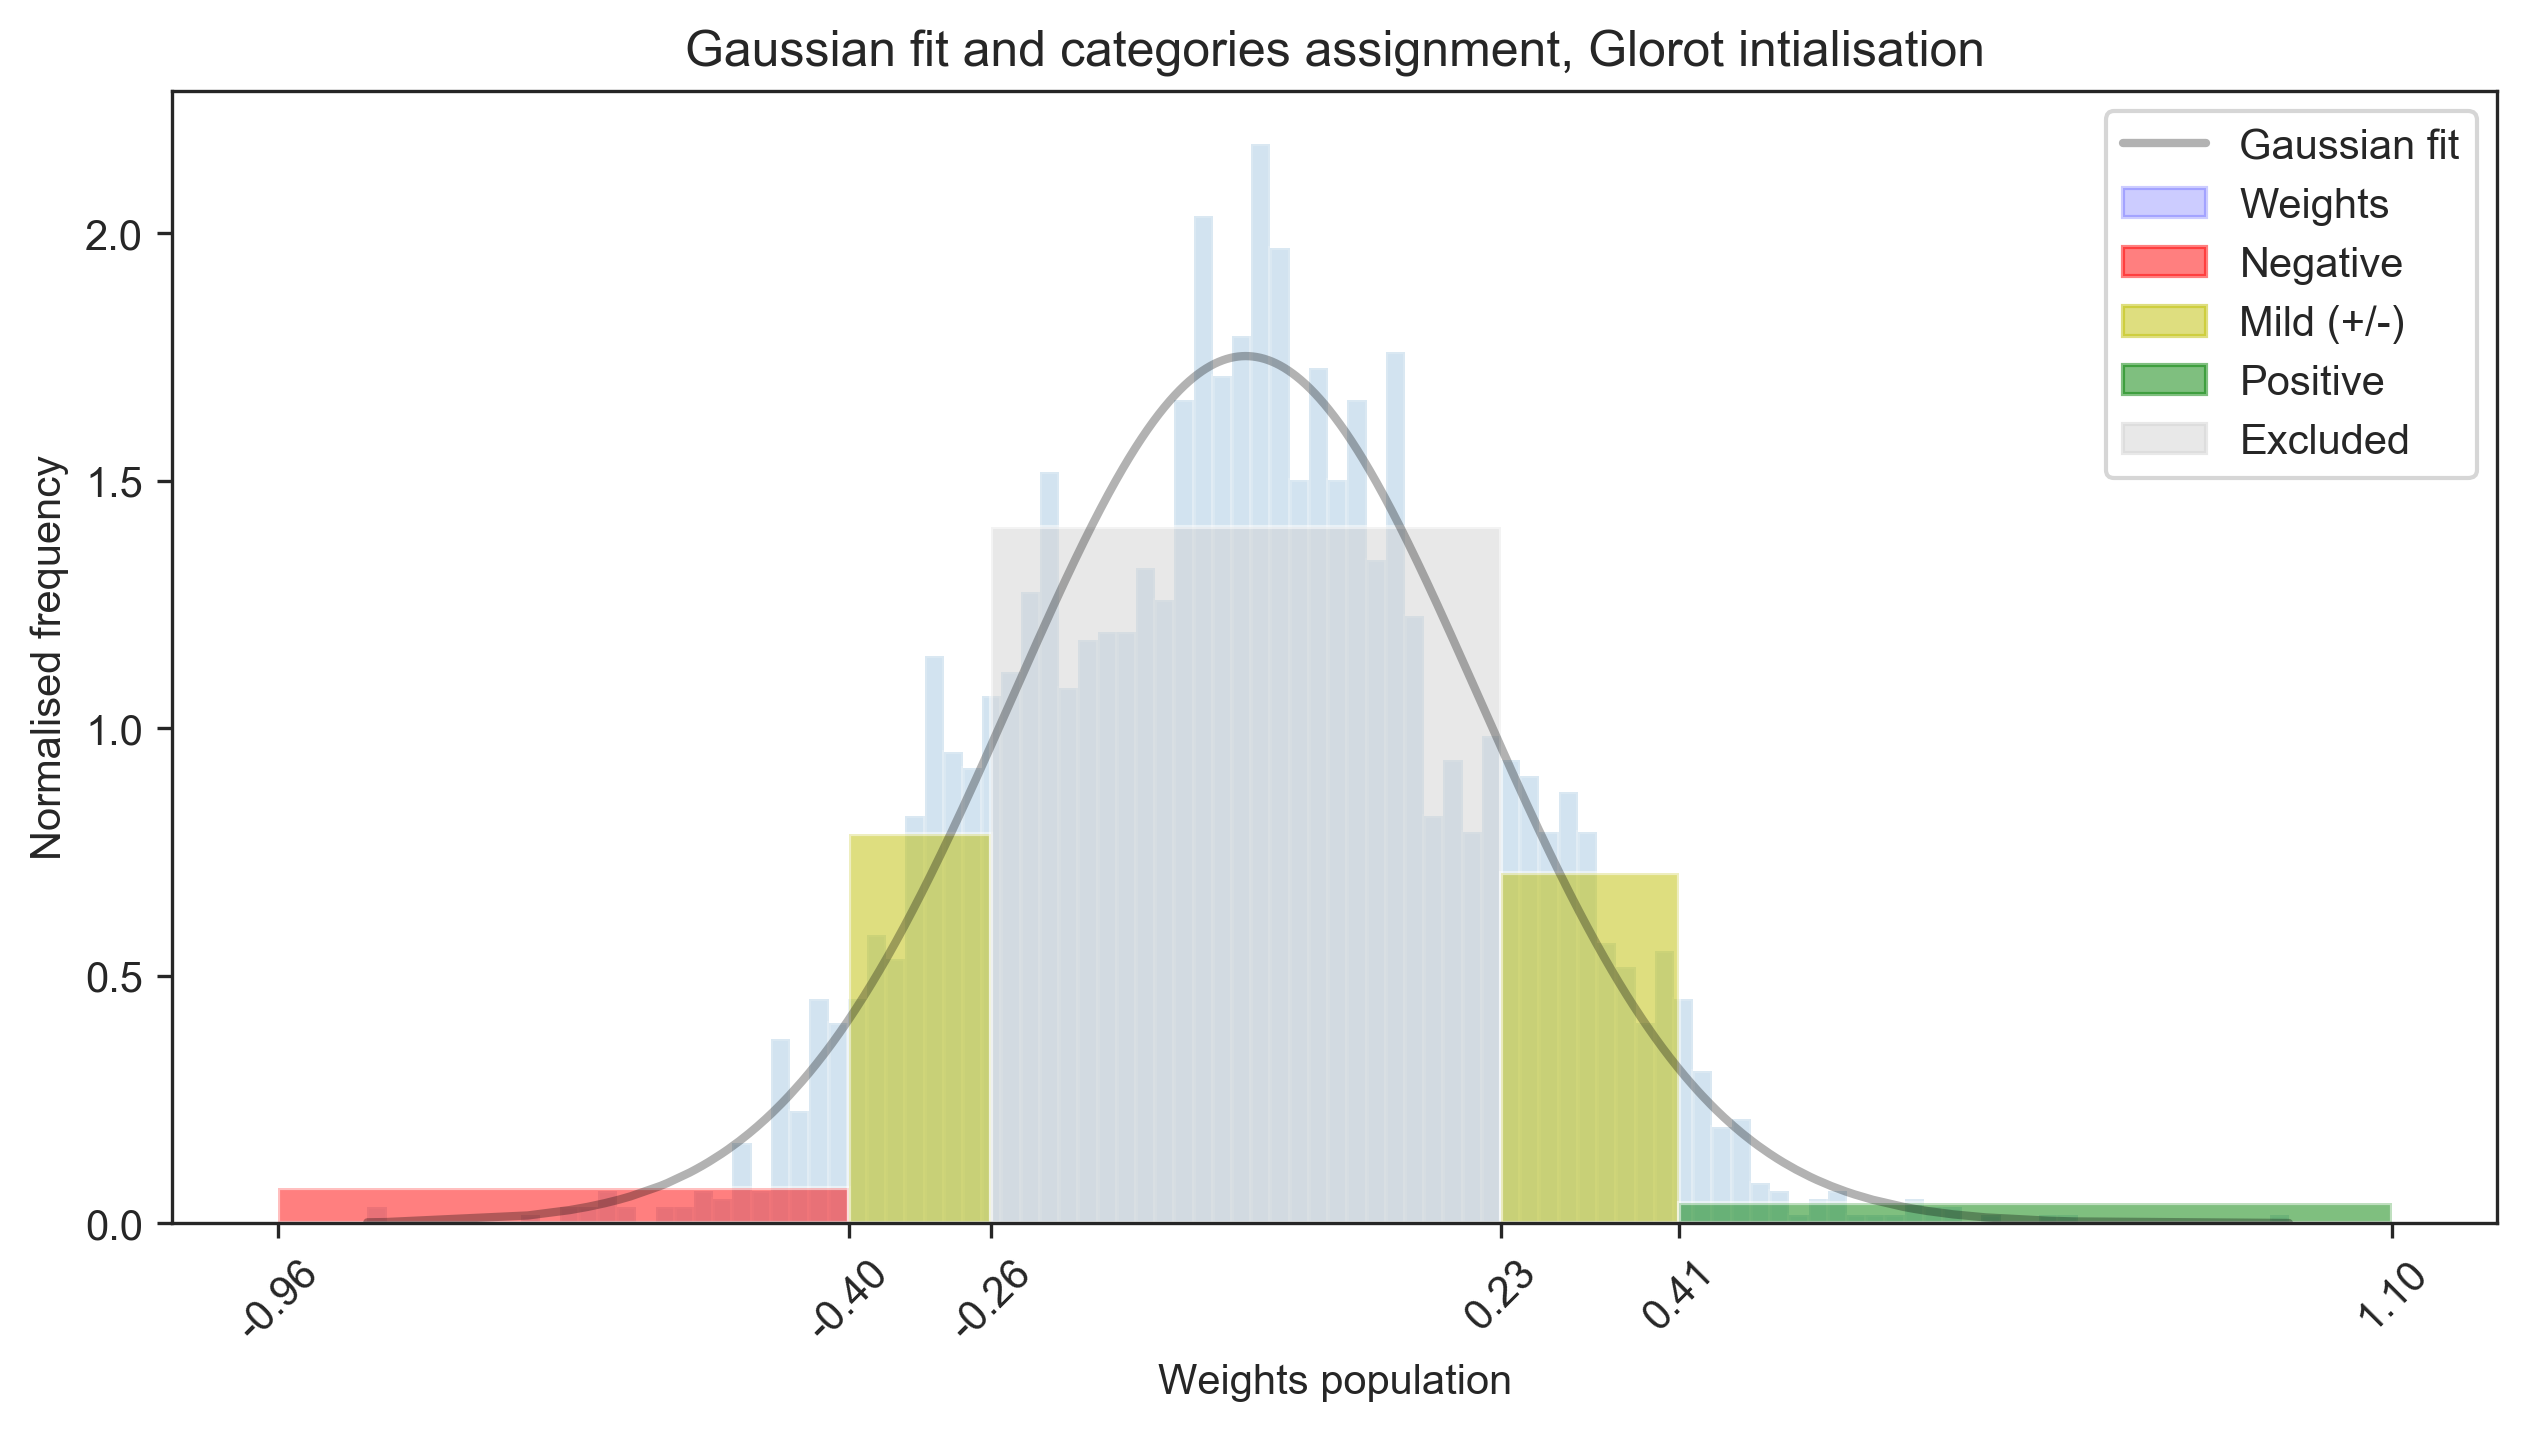 Gaussian fit and categories assignment, Glorot intialisation
Gaussian fit
Weights
Negative
Mild (+/-)
Positive
Excluded
Normalised frequency
2.0
1.5
1.0
0.5
0.0
-0.96
-0.40
-0.26
0.23
0.41
1.10
Weights population